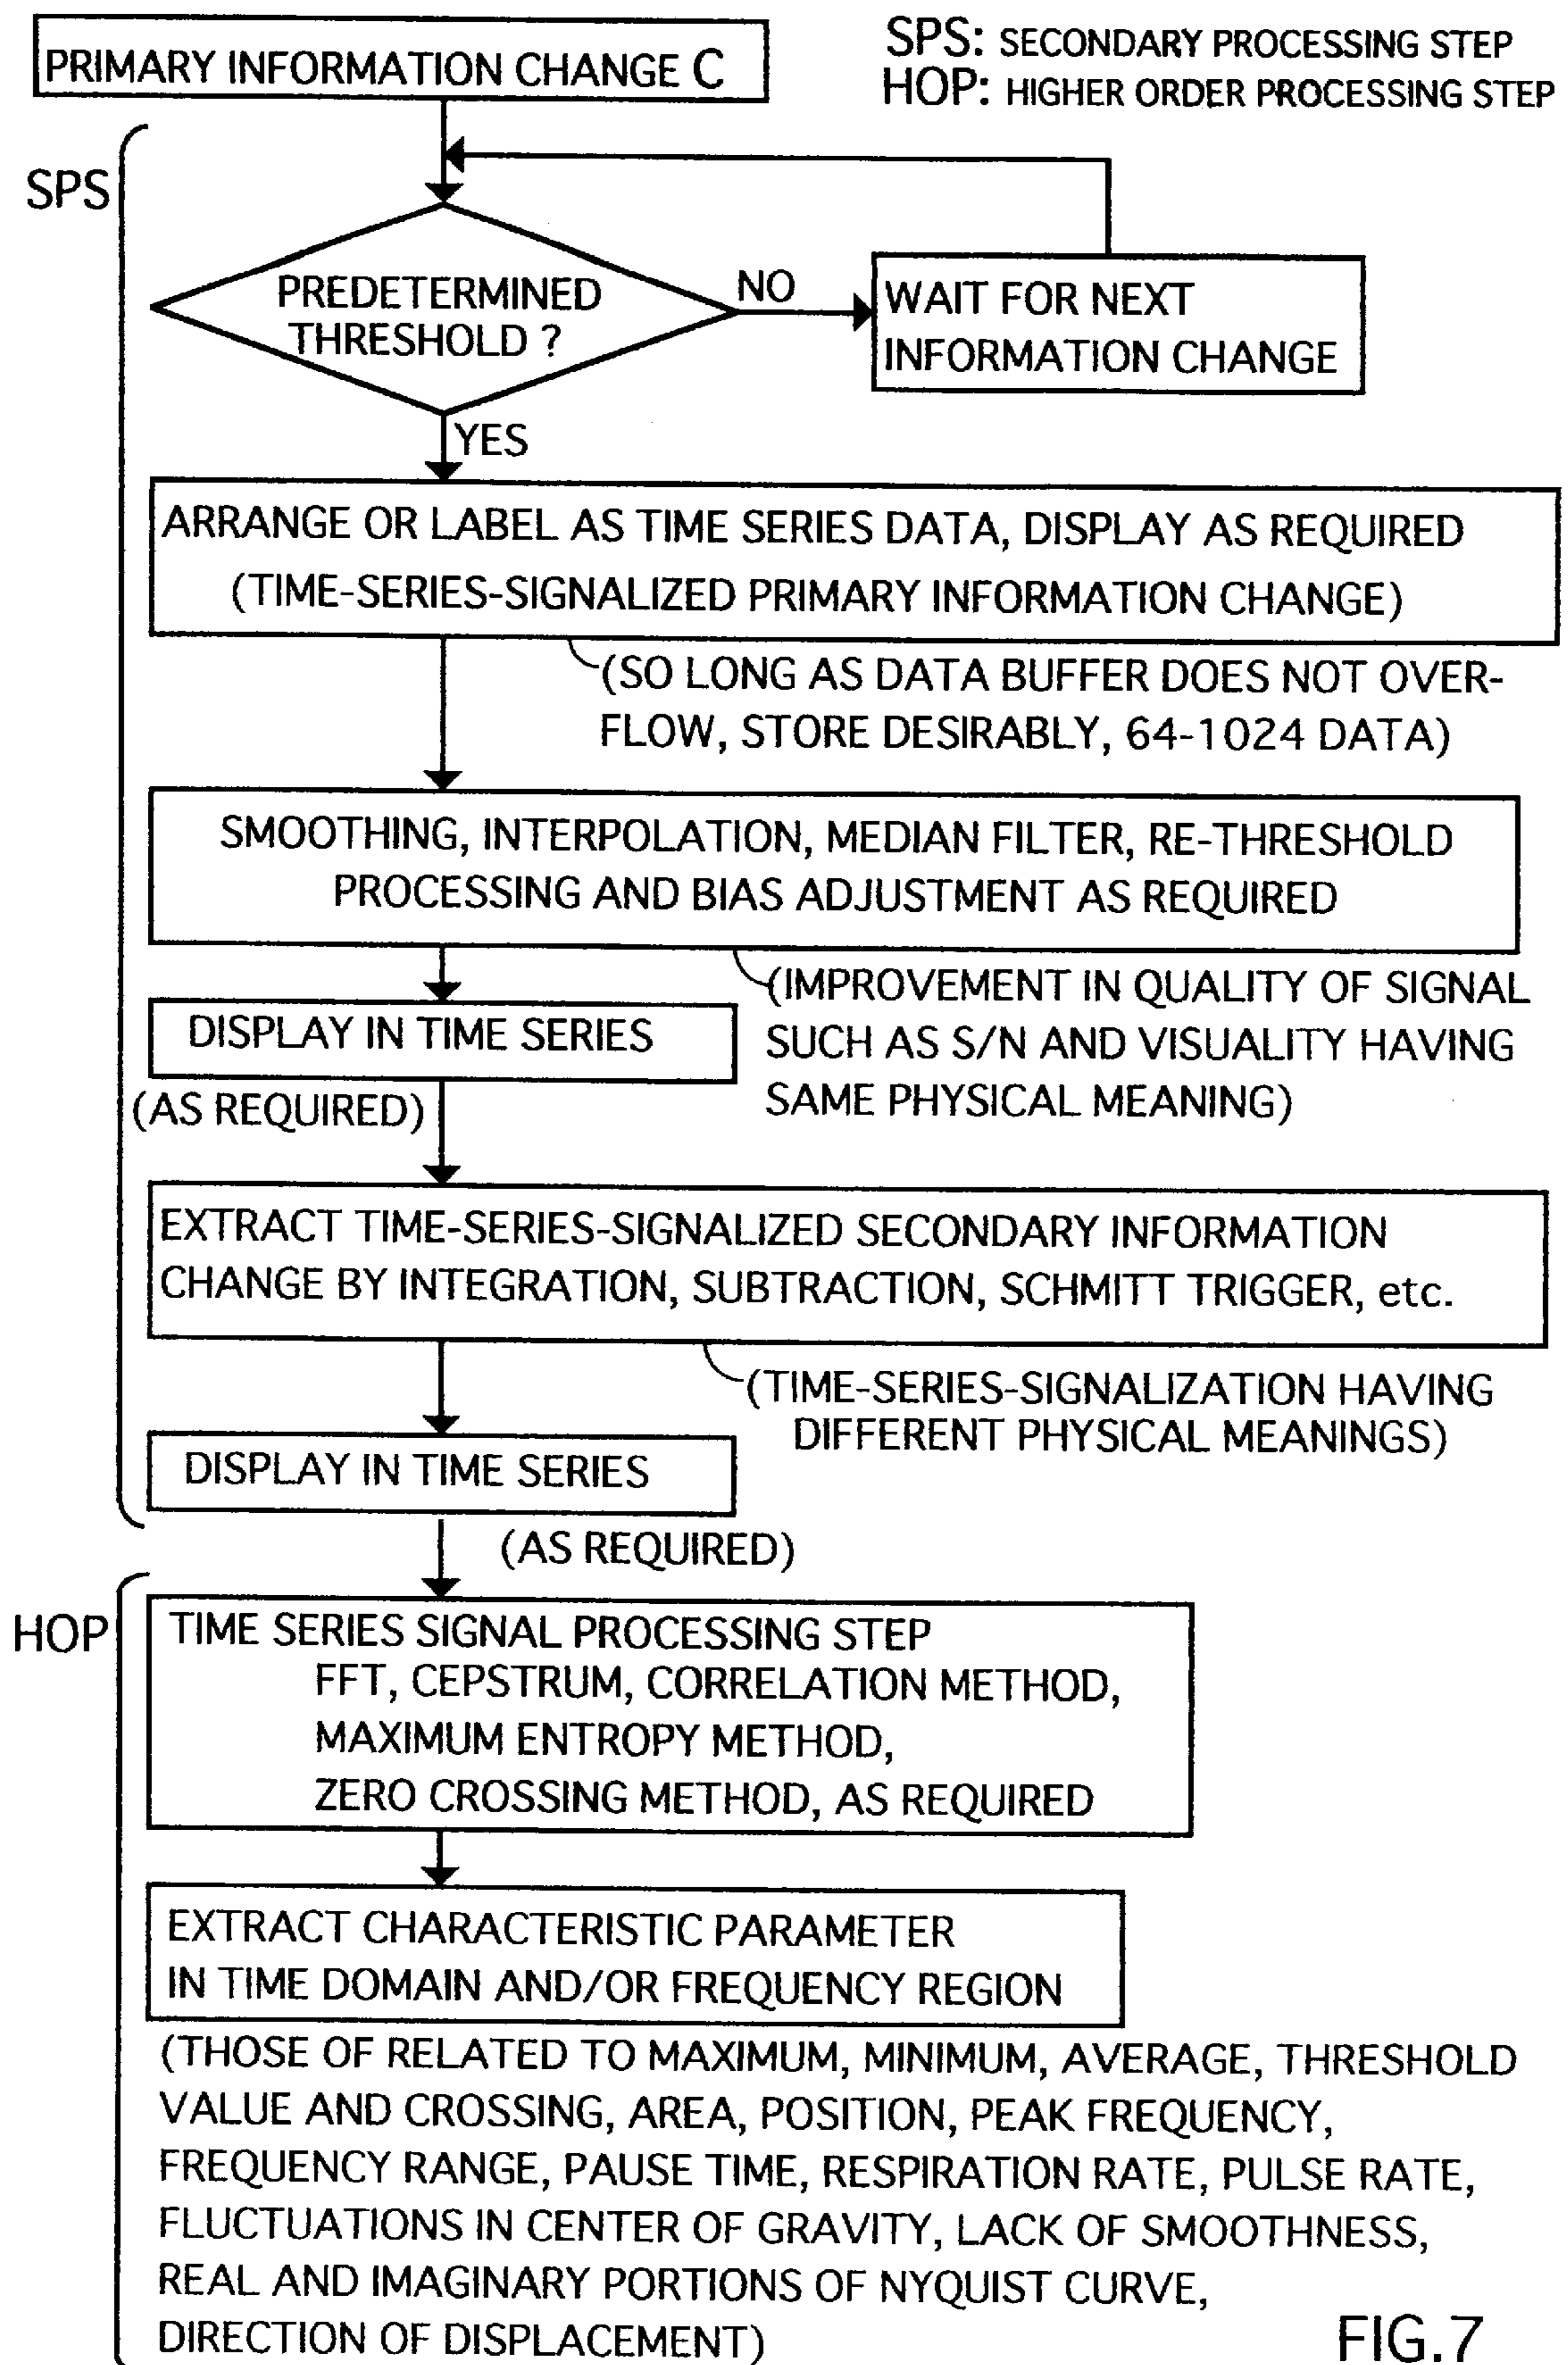 PRIMARY INFORMATION CHANGE C
SPS: SECONDARY PROCESSING STEP
HOP: HIGHER ORDER PROCESSING STEP
SPS
PREDETERMINED
THRESHOLD ?
NO
WAIT FOR NEXT
INFORMATION CHANGE
YES
ARRANGE OR LABEL AS TIME SERIES DATA, DISPLAY AS REQUIRED
(TIME-SERIES-SIGNALIZED PRIMARY INFORMATION CHANGE)
(SO LONG AS DATA BUFFER DOES NOT OVER-
FLOW, STORE DESIRABLY, 64-1024 DATA)
SMOOTHING, INTERPOLATION, MEDIAN FILTER, RE-THRESHOLD
PROCESSING AND BIAS ADJUSTMENT AS REQUIRED
(IMPROVEMENT IN QUALITY OF SIGNAL
SUCH AS S/N AND VISUALITY HAVING
SAME PHYSICAL MEANING)
DISPLAY IN TIME SERIES
(AS REQUIRED)
EXTRACT TIME-SERIES-SIGNALIZED SECONDARY INFORMATION
CHANGE BY INTEGRATION, SUBTRACTION, SCHMITT TRIGGER, etc.
(TIME-SERIES-SIGNALIZATION HAVING
DIFFERENT PHYSICAL MEANINGS)
DISPLAY IN TIME SERIES
(AS REQUIRED)
HOP
TIME SERIES SIGNAL PROCESSING STEP
FFT, CEPSTRUM, CORRELATION METHOD,
MAXIMUM ENTROPY METHOD,
ZERO CROSSING METHOD, AS REQUIRED
EXTRACT CHARACTERISTIC PARAMETER
IN TIME DOMAIN AND/OR FREQUENCY REGION
(THOSE OF RELATED TO MAXIMUM, MINIMUM, AVERAGE, THRESHOLD
VALUE AND CROSSING, AREA, POSITION, PEAK FREQUENCY,
FREQUENCY RANGE, PAUSE TIME, RESPIRATION RATE, PULSE RATE,
FLUCTUATIONS IN CENTER OF GRAVITY, LACK OF SMOOTHNESS,
REAL AND IMAGINARY PORTIONS OF NYQUIST CURVE,
DIRECTION OF DISPLACEMENT)
FIG.7